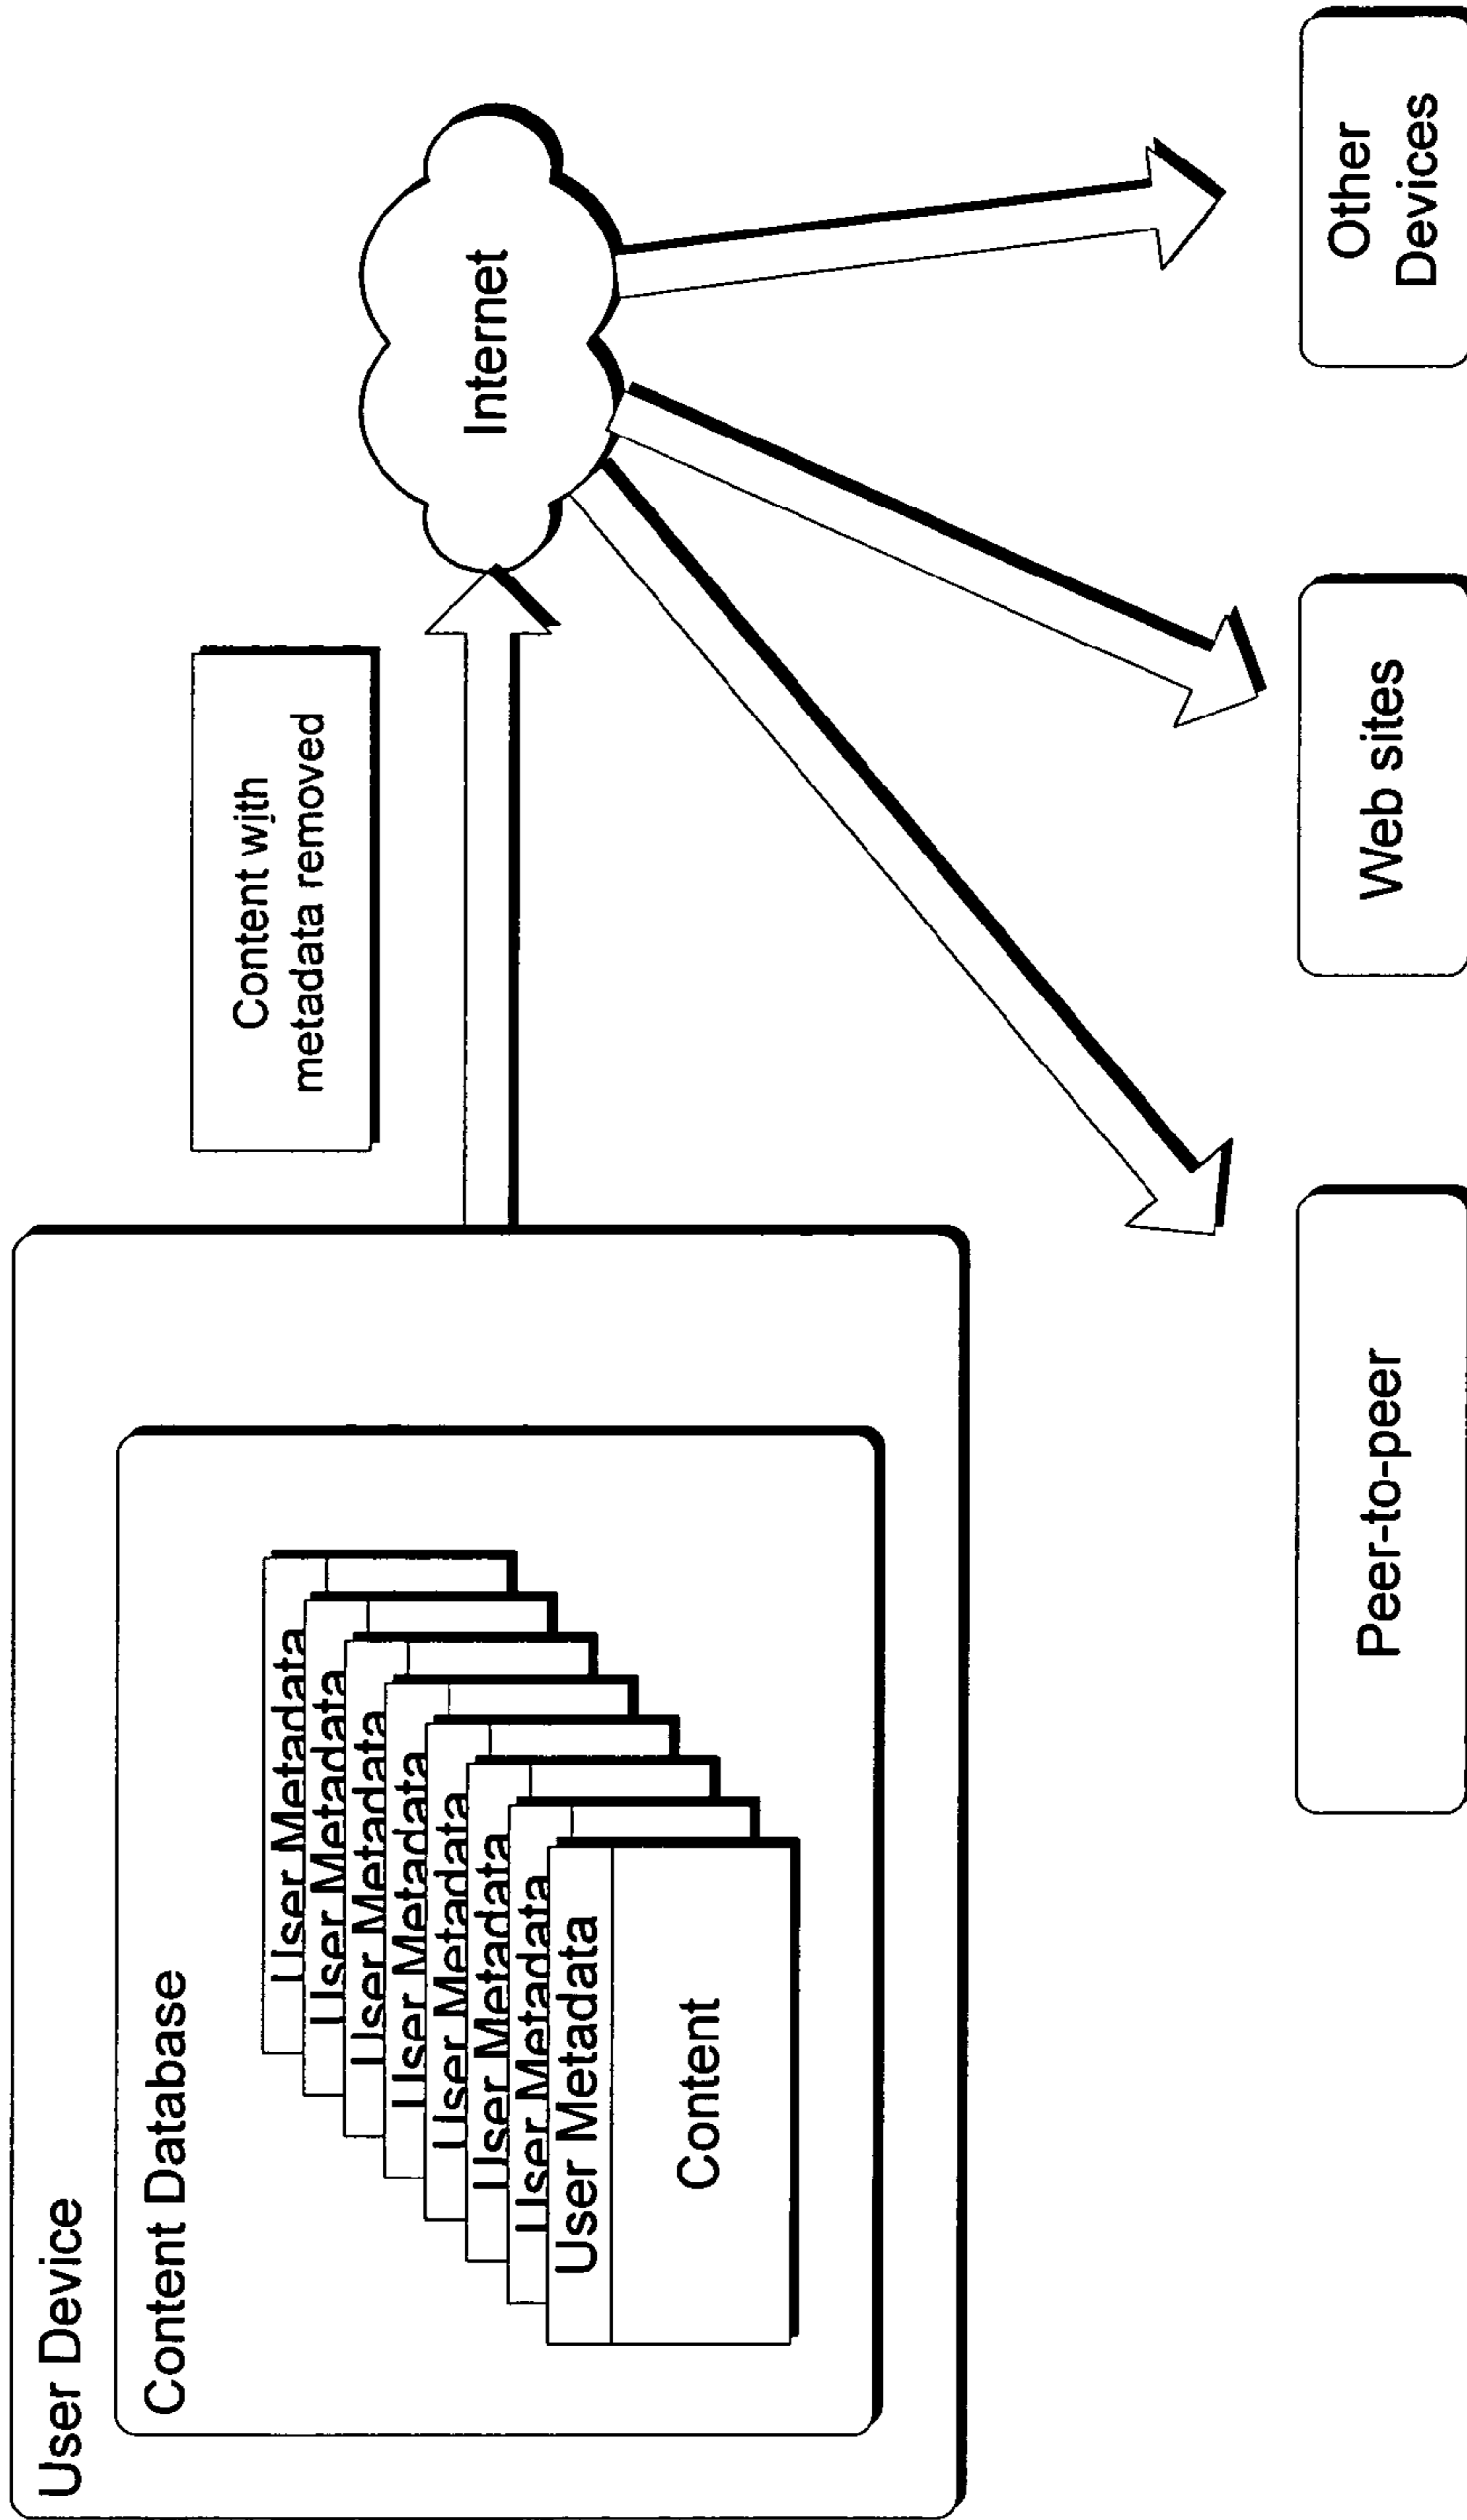 User Device
Content Database
User Metadata
User Metadata
User Metadata
User Metadata
User Metadata
User Metadata
User Metadata
User Metadata
Content
Content with
metadata removed
Internet
Peer-to-peer
Web sites
Other
Devices